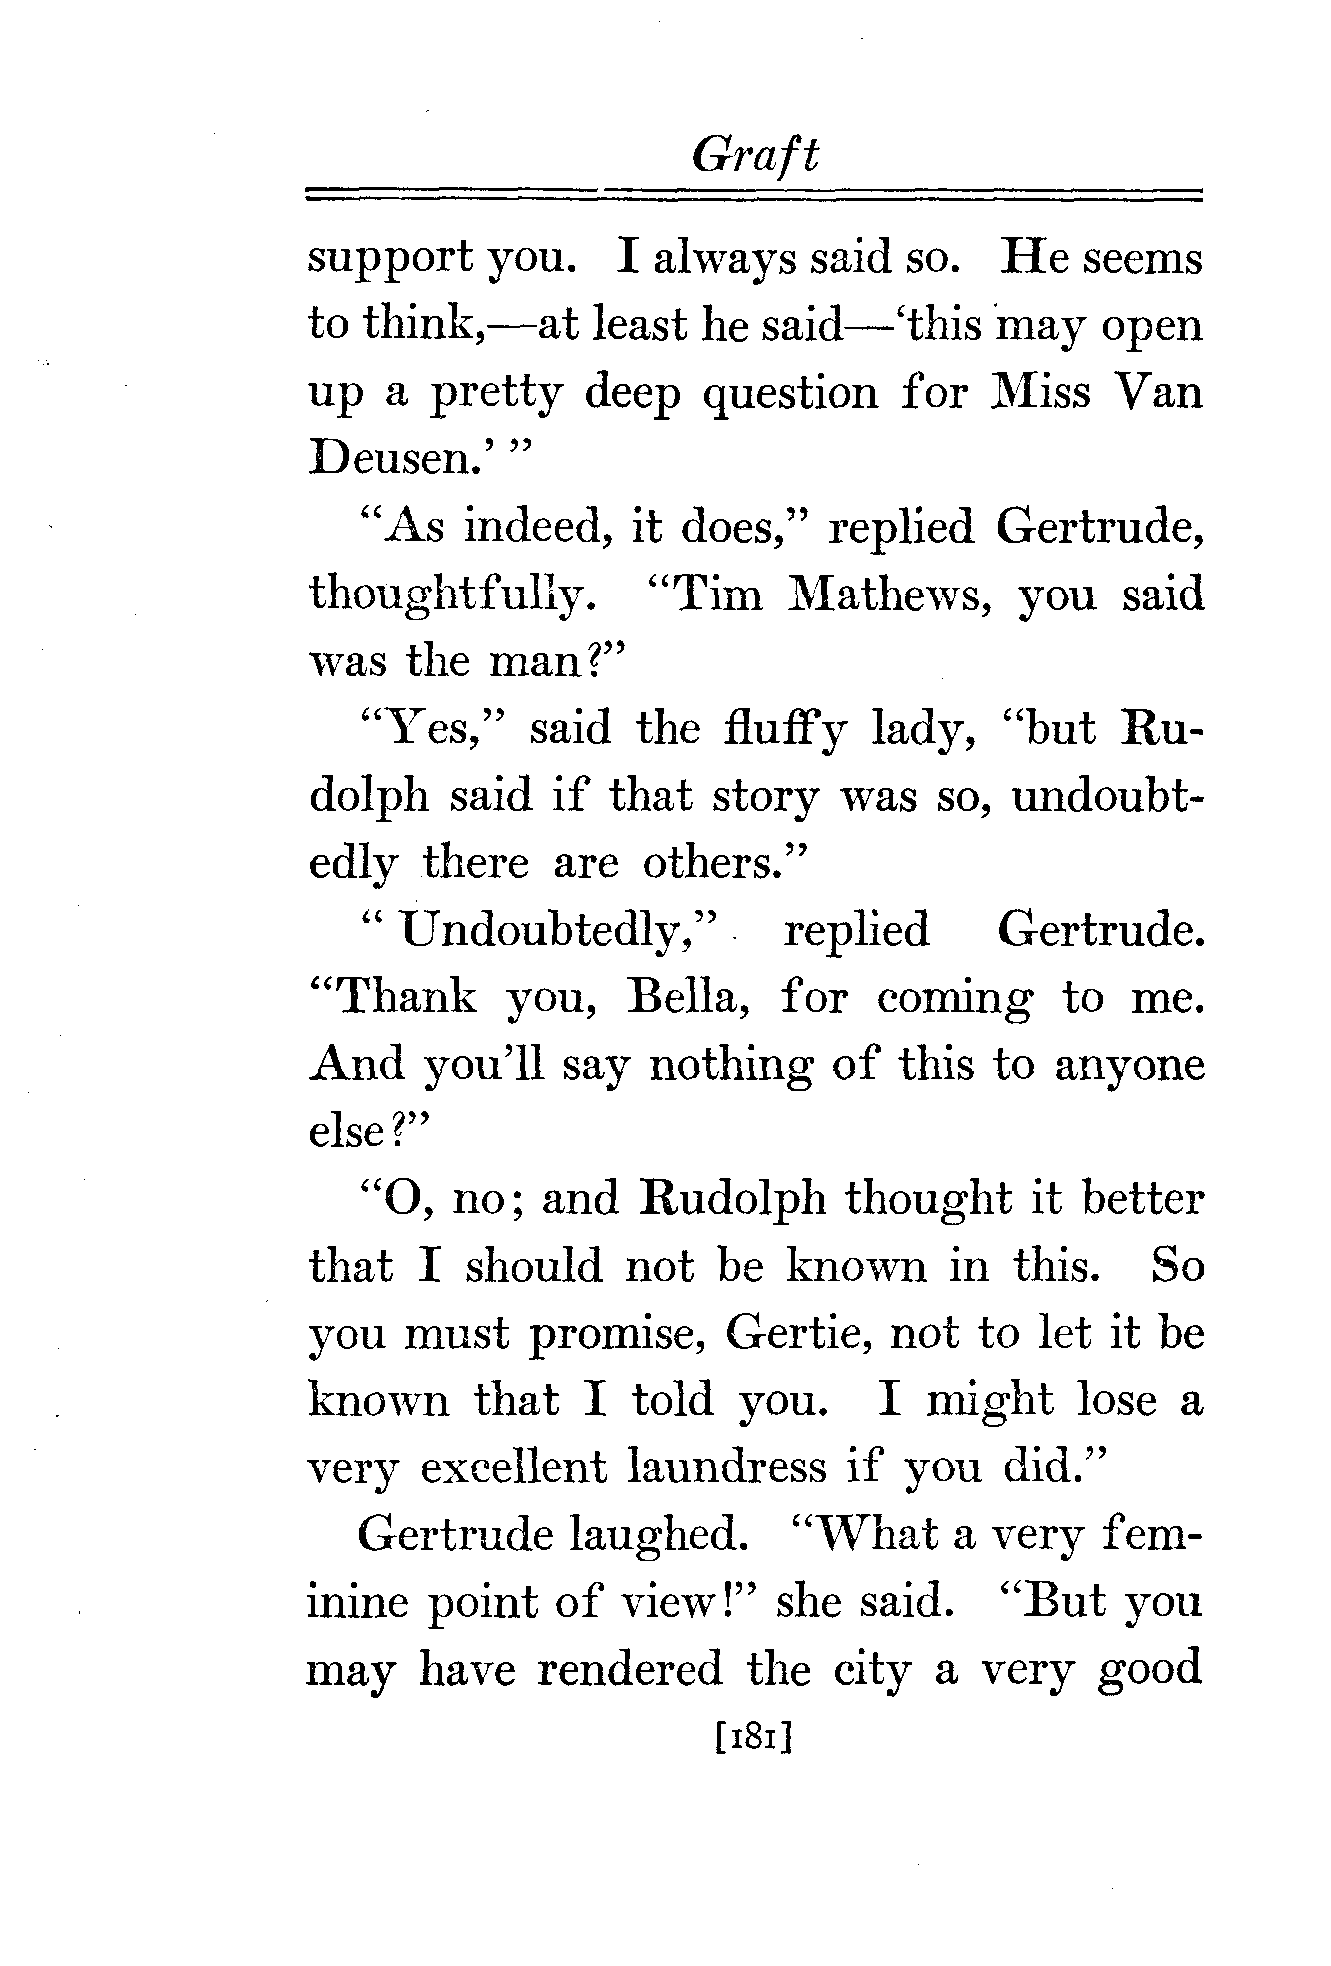 Graft
support you. I always said so. He seems
to think,—at least he said—‘this may open
up a pretty deep question for Miss Van
Deusen.’ ”
“As indeed, it does,” replied Gertrude,
thoughtfully. “Tim Mathews, you said
was the man?”
“Yes,” said the fluffy lady, “but Ru-
dolph said if that story was so, undoubt-
edly there are others.”
“ Undoubtedly,” replied Gertrude.
“Thank you, Bella, for coming to me.
And you’ll say nothing of this to anyone
else?”
“O, no; and Rudolph thought it better
that I should not be known in this. So
you must promise, Gertie, not to let it be
known that I told you. I might lose a
very excellent laundress if you did.”
Gertrude laughed. “What a very fem-
inine point of view!” she said. “But you
may have rendered the city a very good
[181]